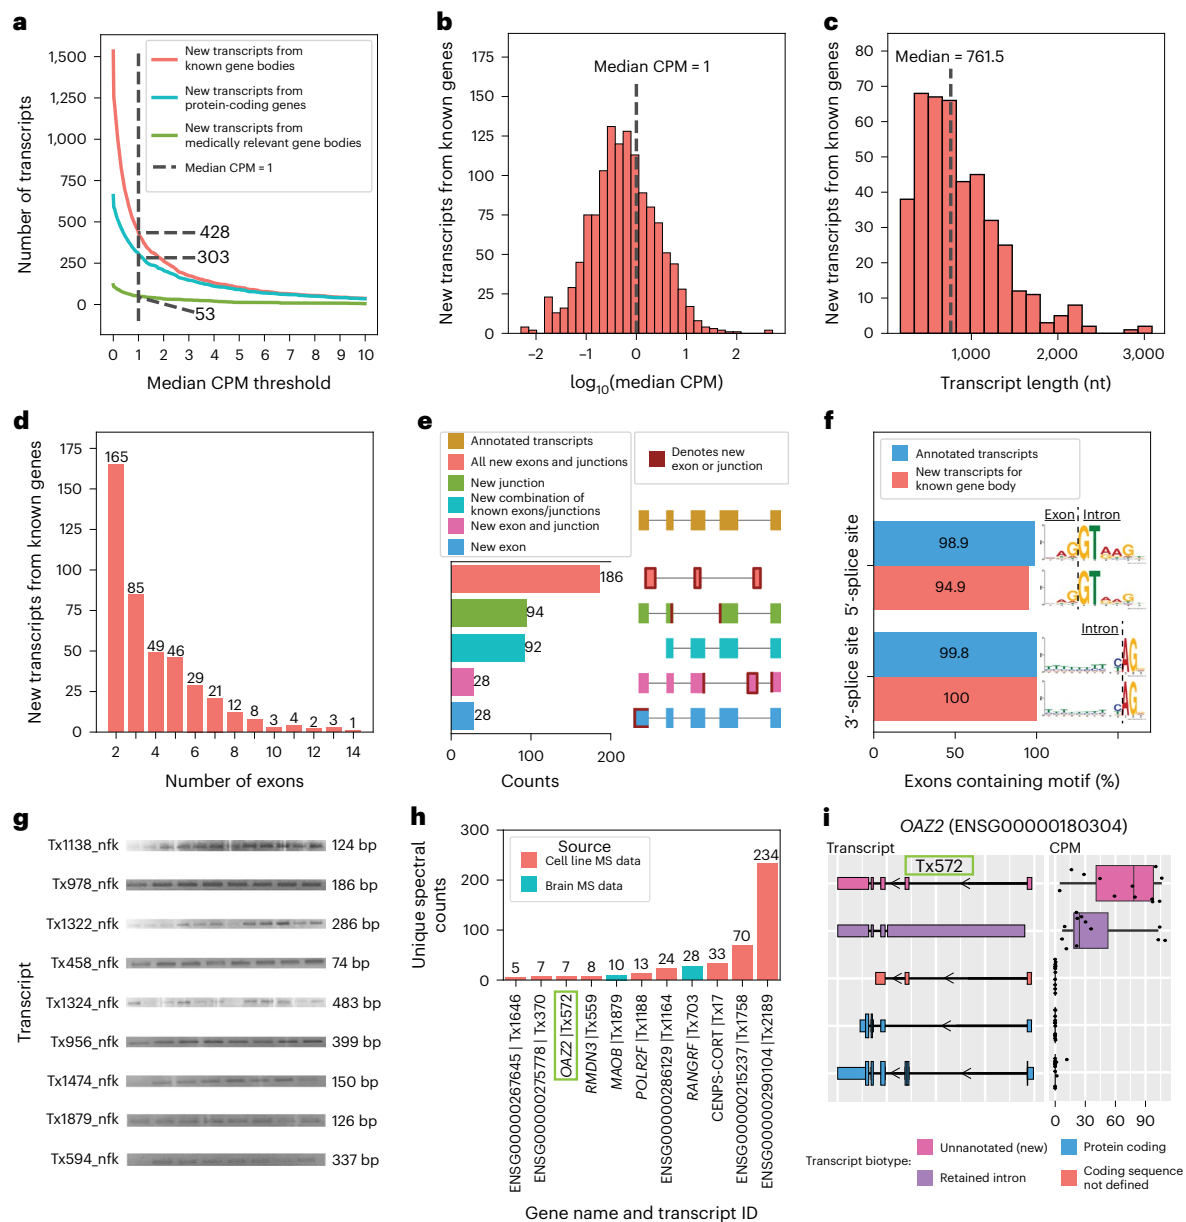 a
New transcripts from
known gene bodies
New transcripts from
protein-coding genes
New transcripts from
medically relevant gene bodies
Median CPM = 1
1,500
1,250
1,000
750
500
250
0
428
303
53
Number of transcripts
0 1 2 3 4 5 6 7 8 9 10
Median CPM threshold
b
Median CPM = 1
175
150
125
100
75
50
25
0
New transcripts from known genes
–2 –1 0 1 2
log10(median CPM)
c
Median = 761.5
80
70
60
50
40
30
20
10
0
New transcripts from known genes
1,000 2,000 3,000
Transcript length (nt)
d
175
150
125
100
75
50
25
0
New transcripts from known genes
165
85
49
46
29
21
12
8
3
4
2
3
1
2 4 6 8 10 12 14
Number of exons
e
Annotated transcripts
All new exons and junctions
New junction
New combination of
known exons/junctions
New exon and junction
New exon
Denotes new
exon or junction
186
94
92
28
28
0 100 200
Counts
f
Annotated transcripts
New transcripts for
known gene body
Exon Intron
98.9
94.9
5′-splice site
Intron
99.8
100
3′-splice site
0 50 100
Exons containing motif (%)
g
Transcript
Tx1138_nfk 124 bp
Tx978_nfk 186 bp
Tx1322_nfk 286 bp
Tx458_nfk 74 bp
Tx1324_nfk 483 bp
Tx956_nfk 399 bp
Tx1474_nfk 150 bp
Tx1879_nfk 126 bp
Tx594_nfk 337 bp
h
Source
Cell line MS data
Brain MS data
300
200
100
0
Unique spectral
counts
5 7 7 8 10 13 24 28 33 70 234
ENSG00000267645 | Tx1646
ENSG00000275778 | Tx370
OAZ2 |Tx572
RMDN3 |Tx559
MAOB |Tx1879
POLR2F |Tx1188
ENSG00000286129 |Tx1164
RANGRF |Tx703
CENPS-CORT |Tx17
ENSG00000215237 |Tx1758
ENSG00000290104 |Tx2189
Gene name and transcript ID
i
OAZ2 (ENSG00000180304)
Transcript
CPM
Tx572
0 30 60 90
Transcript biotype:
Unnanotated (new)
Protein coding
Retained intron
Coding sequence
not defined